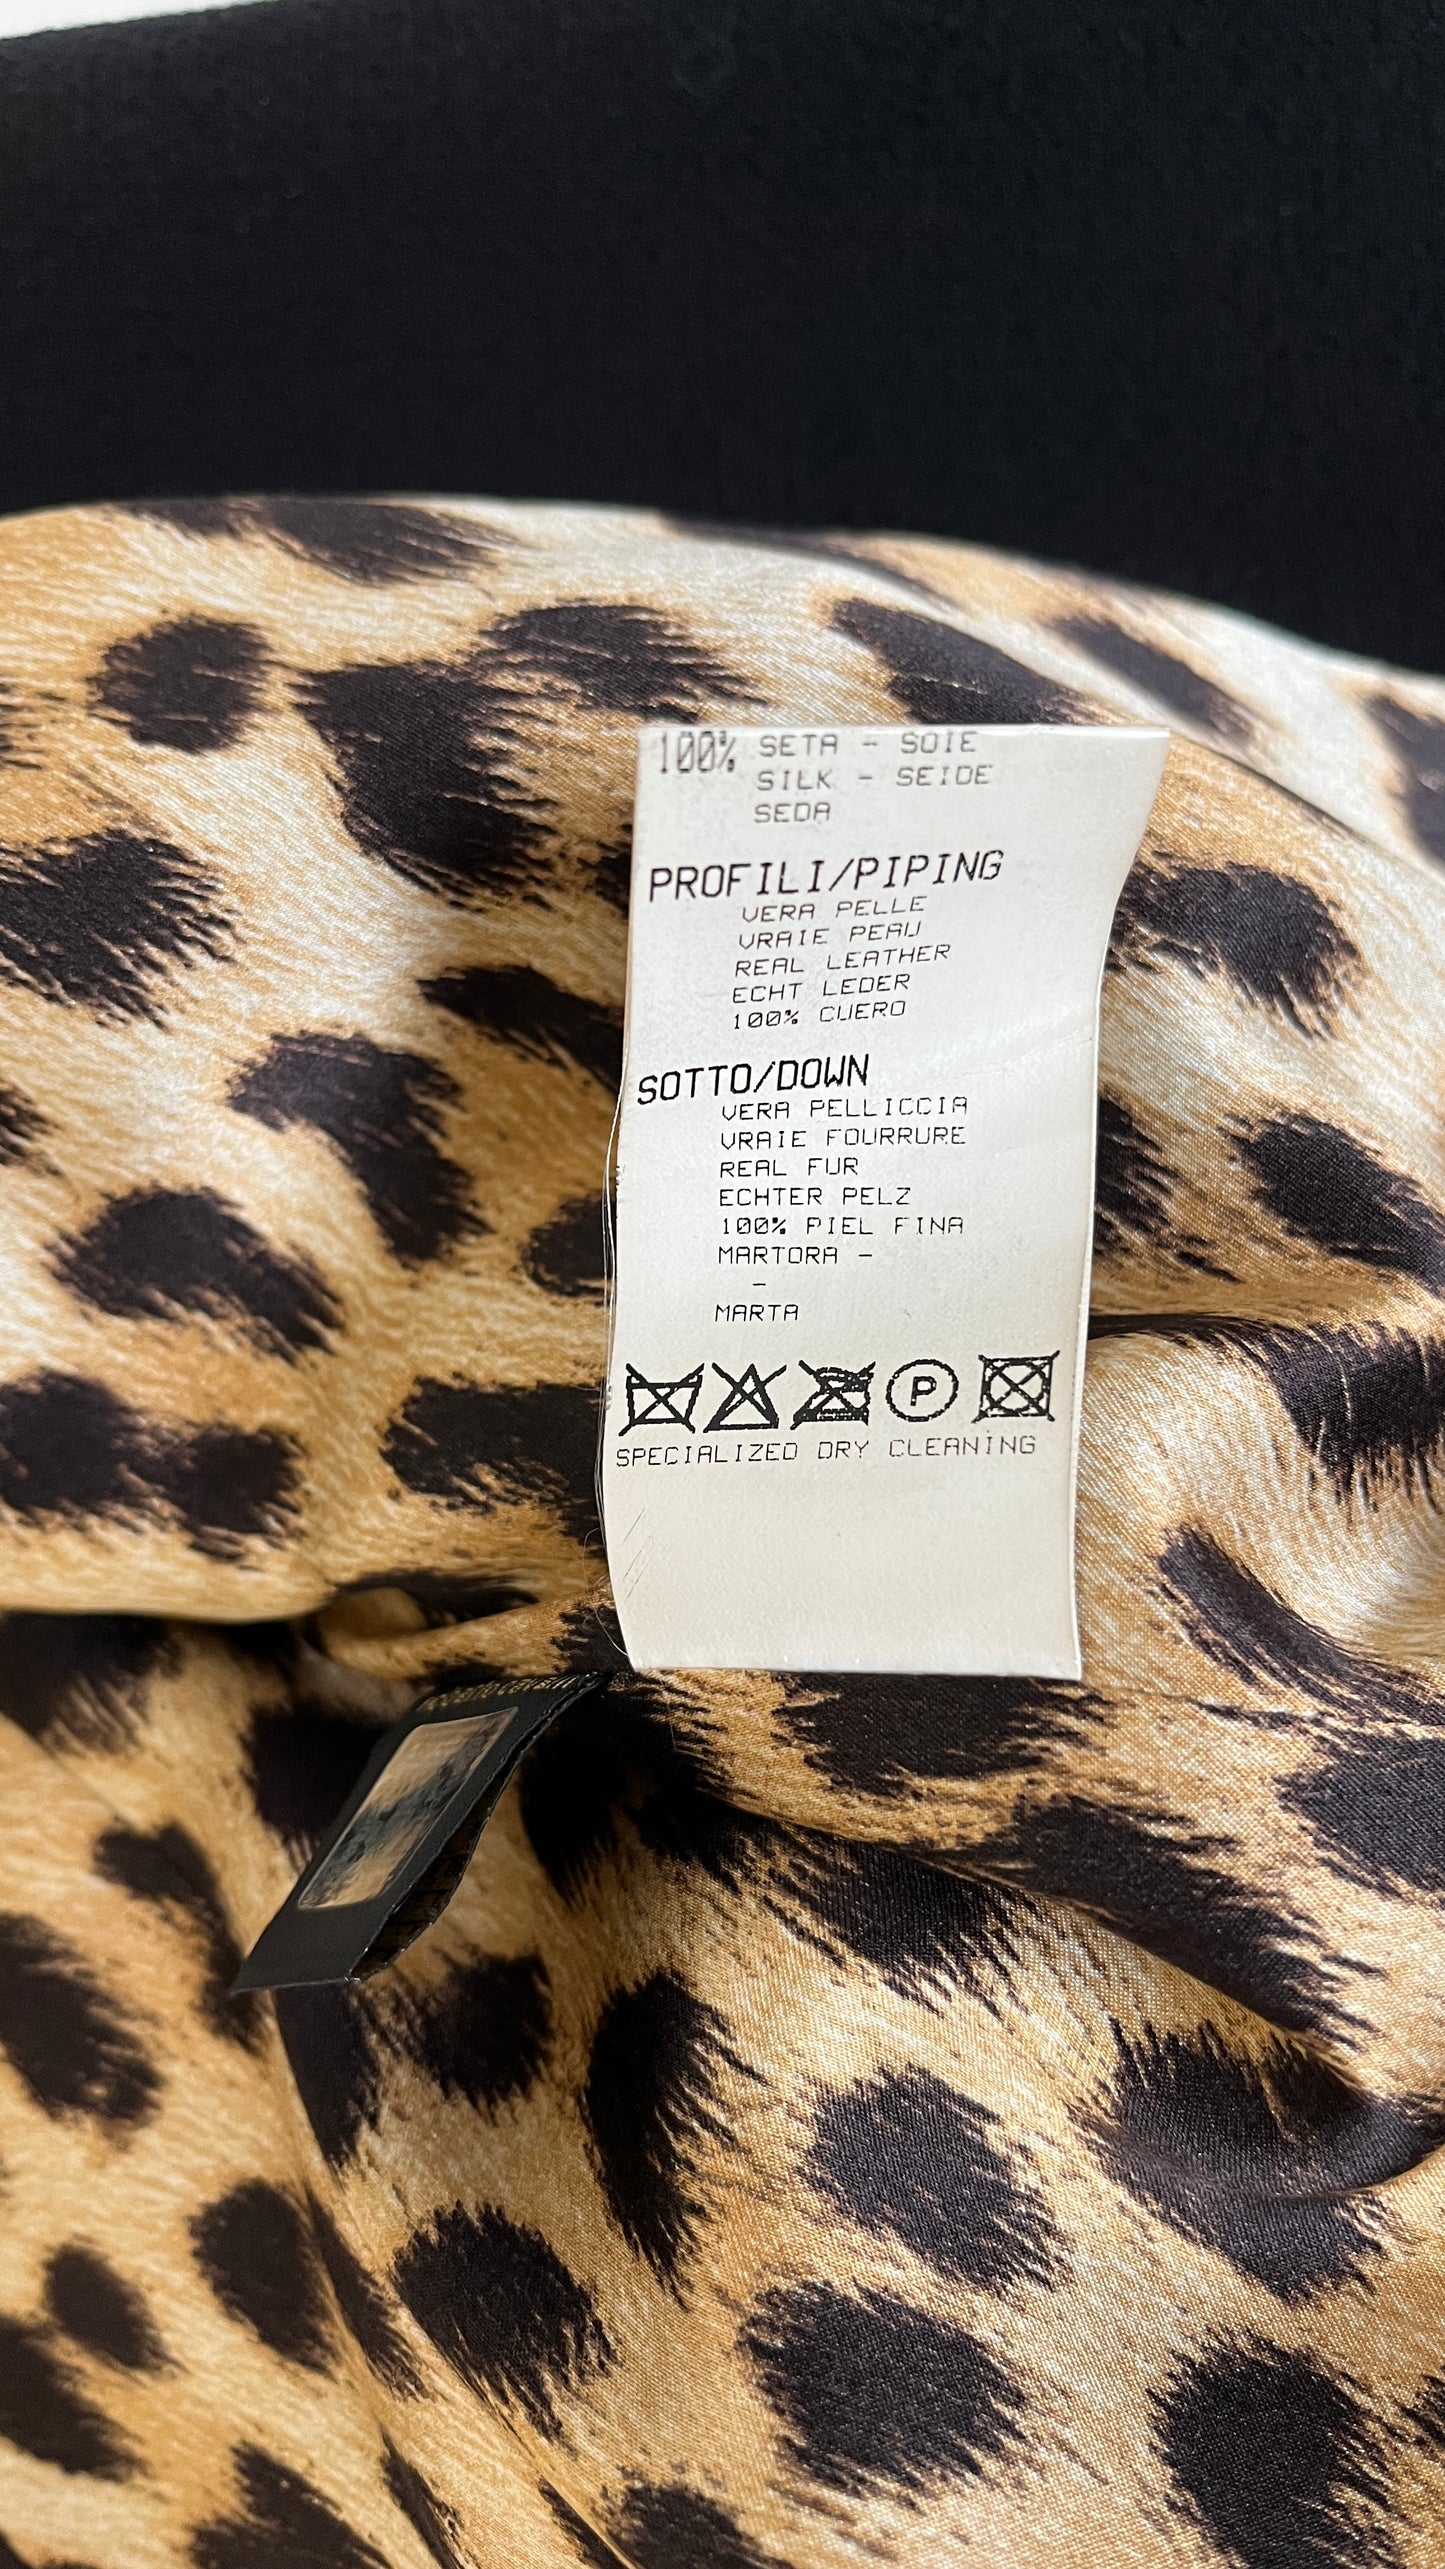 100% SETA - SOIE
SILK - SEIDE
SEDA
PROFILI/PIPING
VERA PELLE
VRAIE PEAU
REAL LEATHER
ECHT LEDER
100% CUERO
SOTTO/DOWN
VERA PELLICCIA
VRAIE FOURRURE
REAL FUR
ECHTER PELZ
100% PIEL FINA
MARTORA -
-
MARTA
P
SPECIALIZED DRY CLEANING